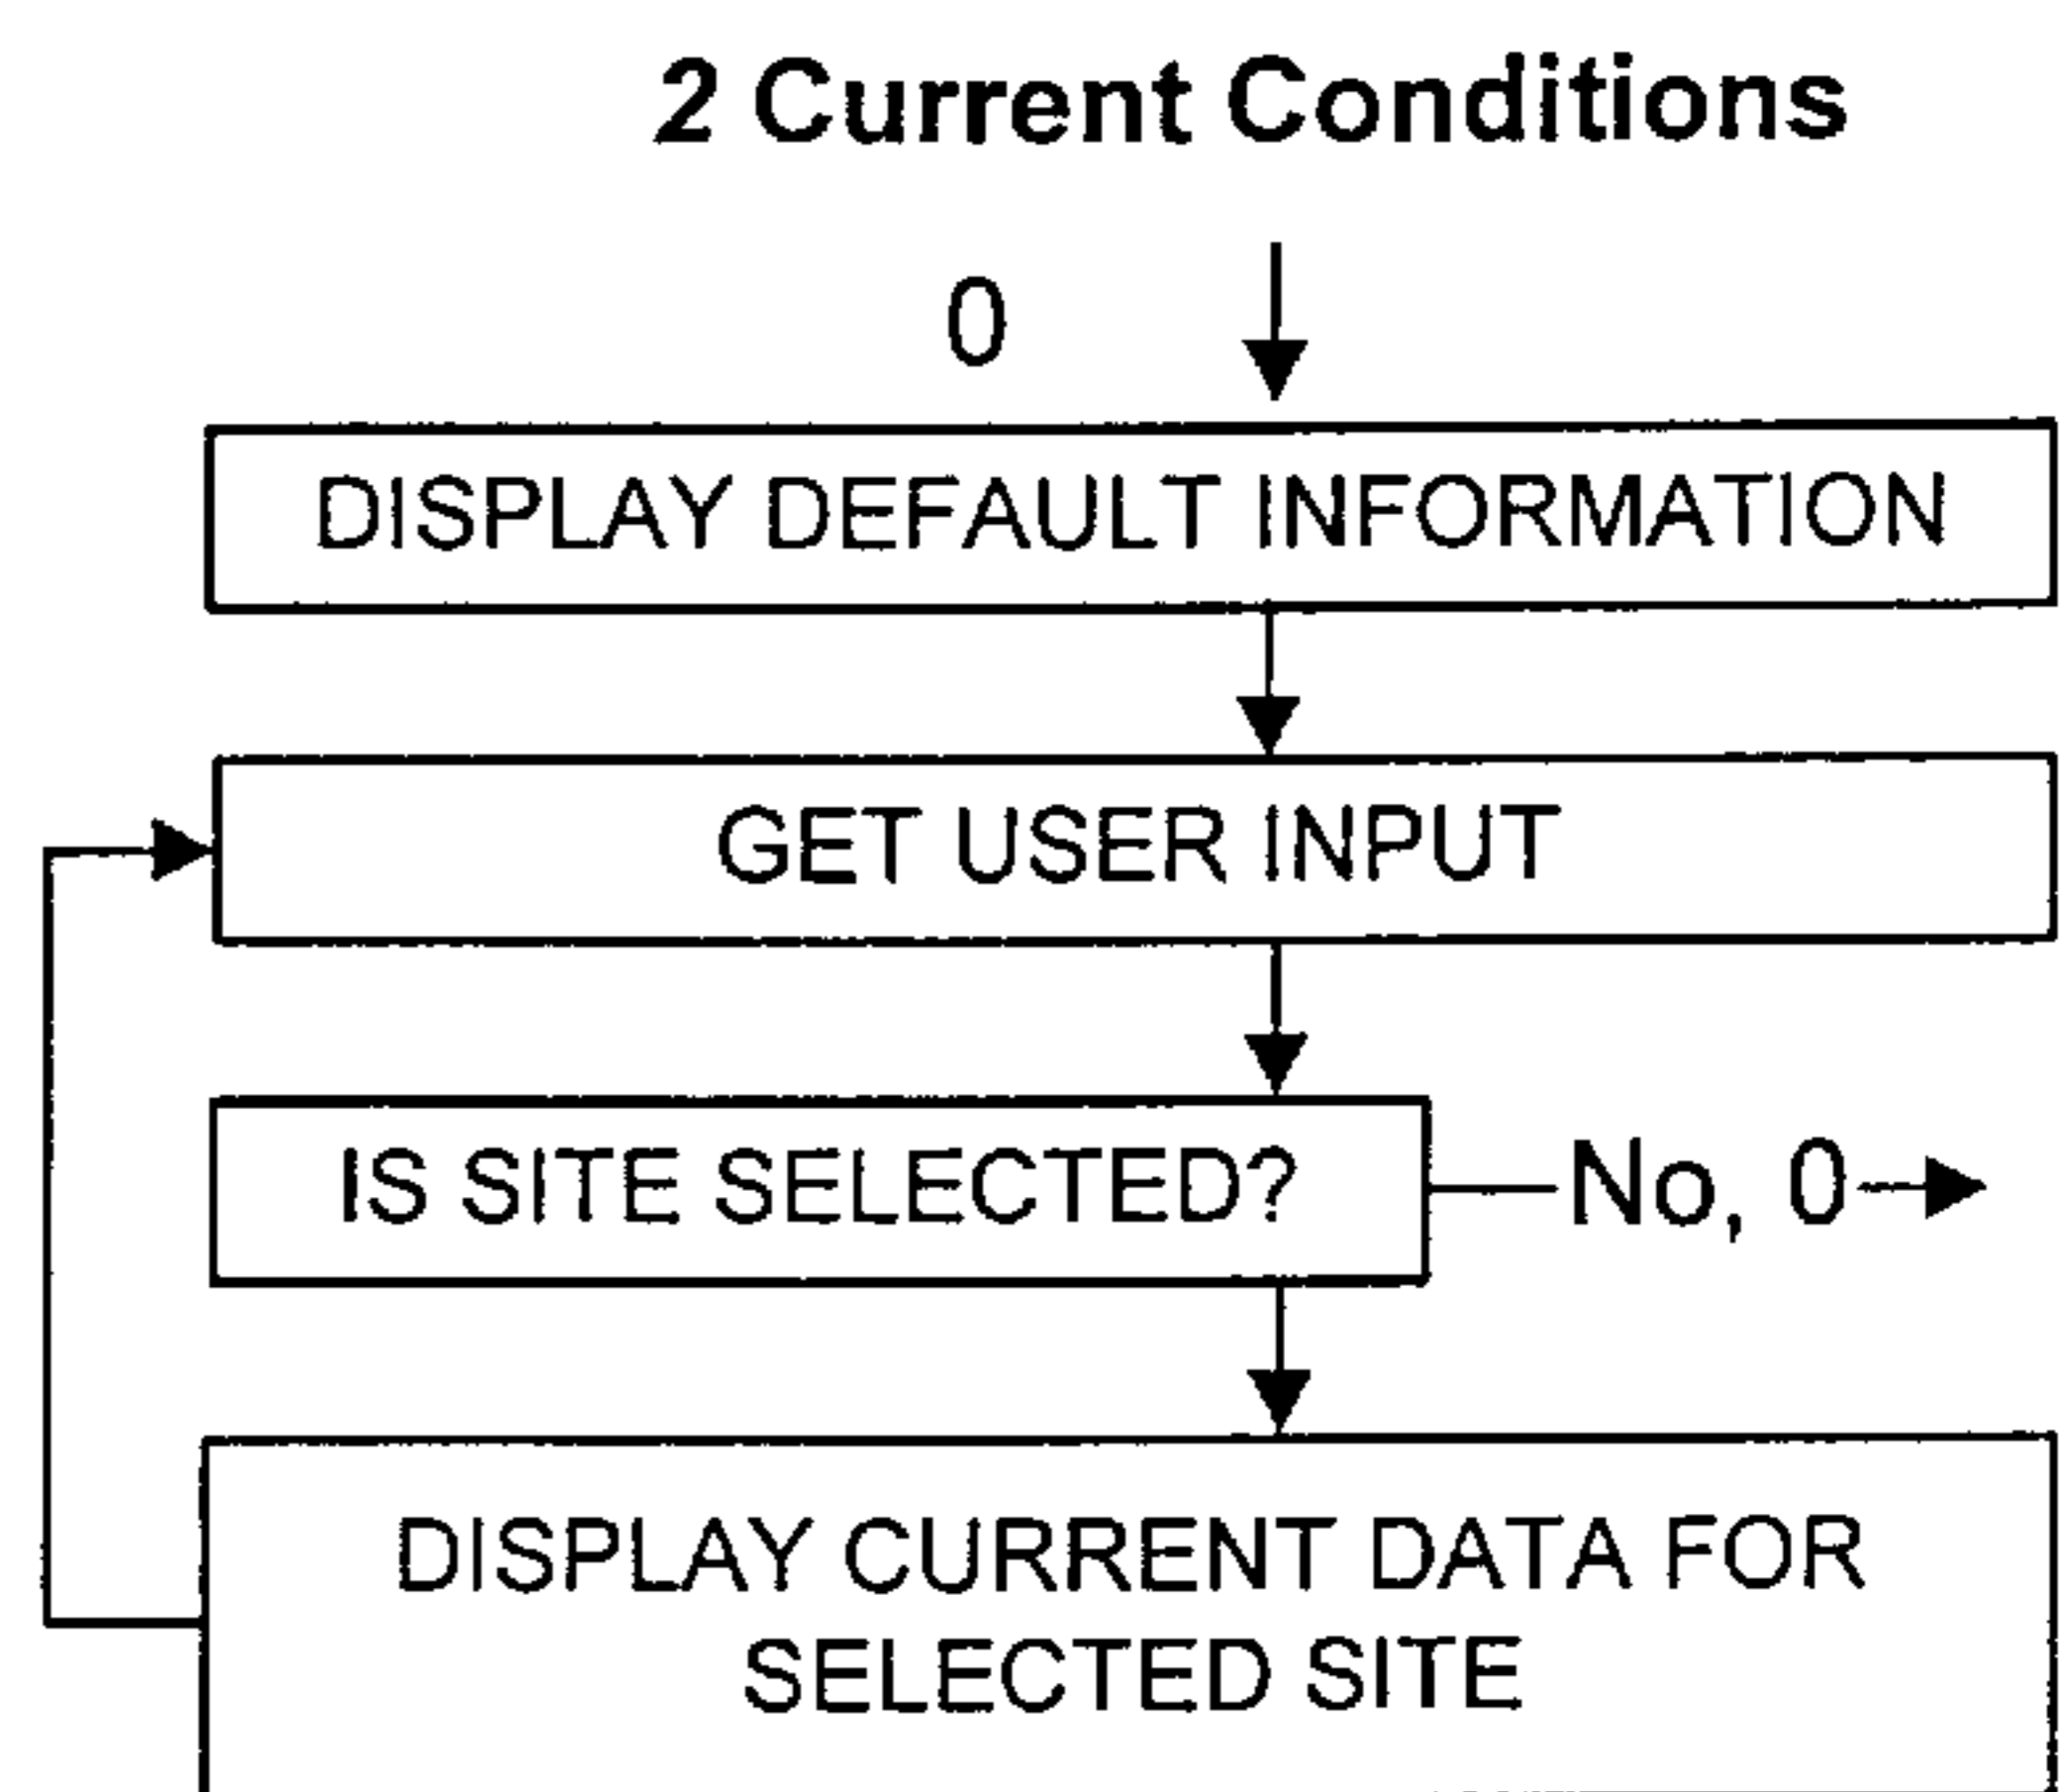 2 Current Conditions
0
DISPLAY DEFAULT INFORMATION
GET USER INPUT
IS SITE SELECTED?
No, 0
DISPLAY CURRENT DATA FOR
SELECTED SITE